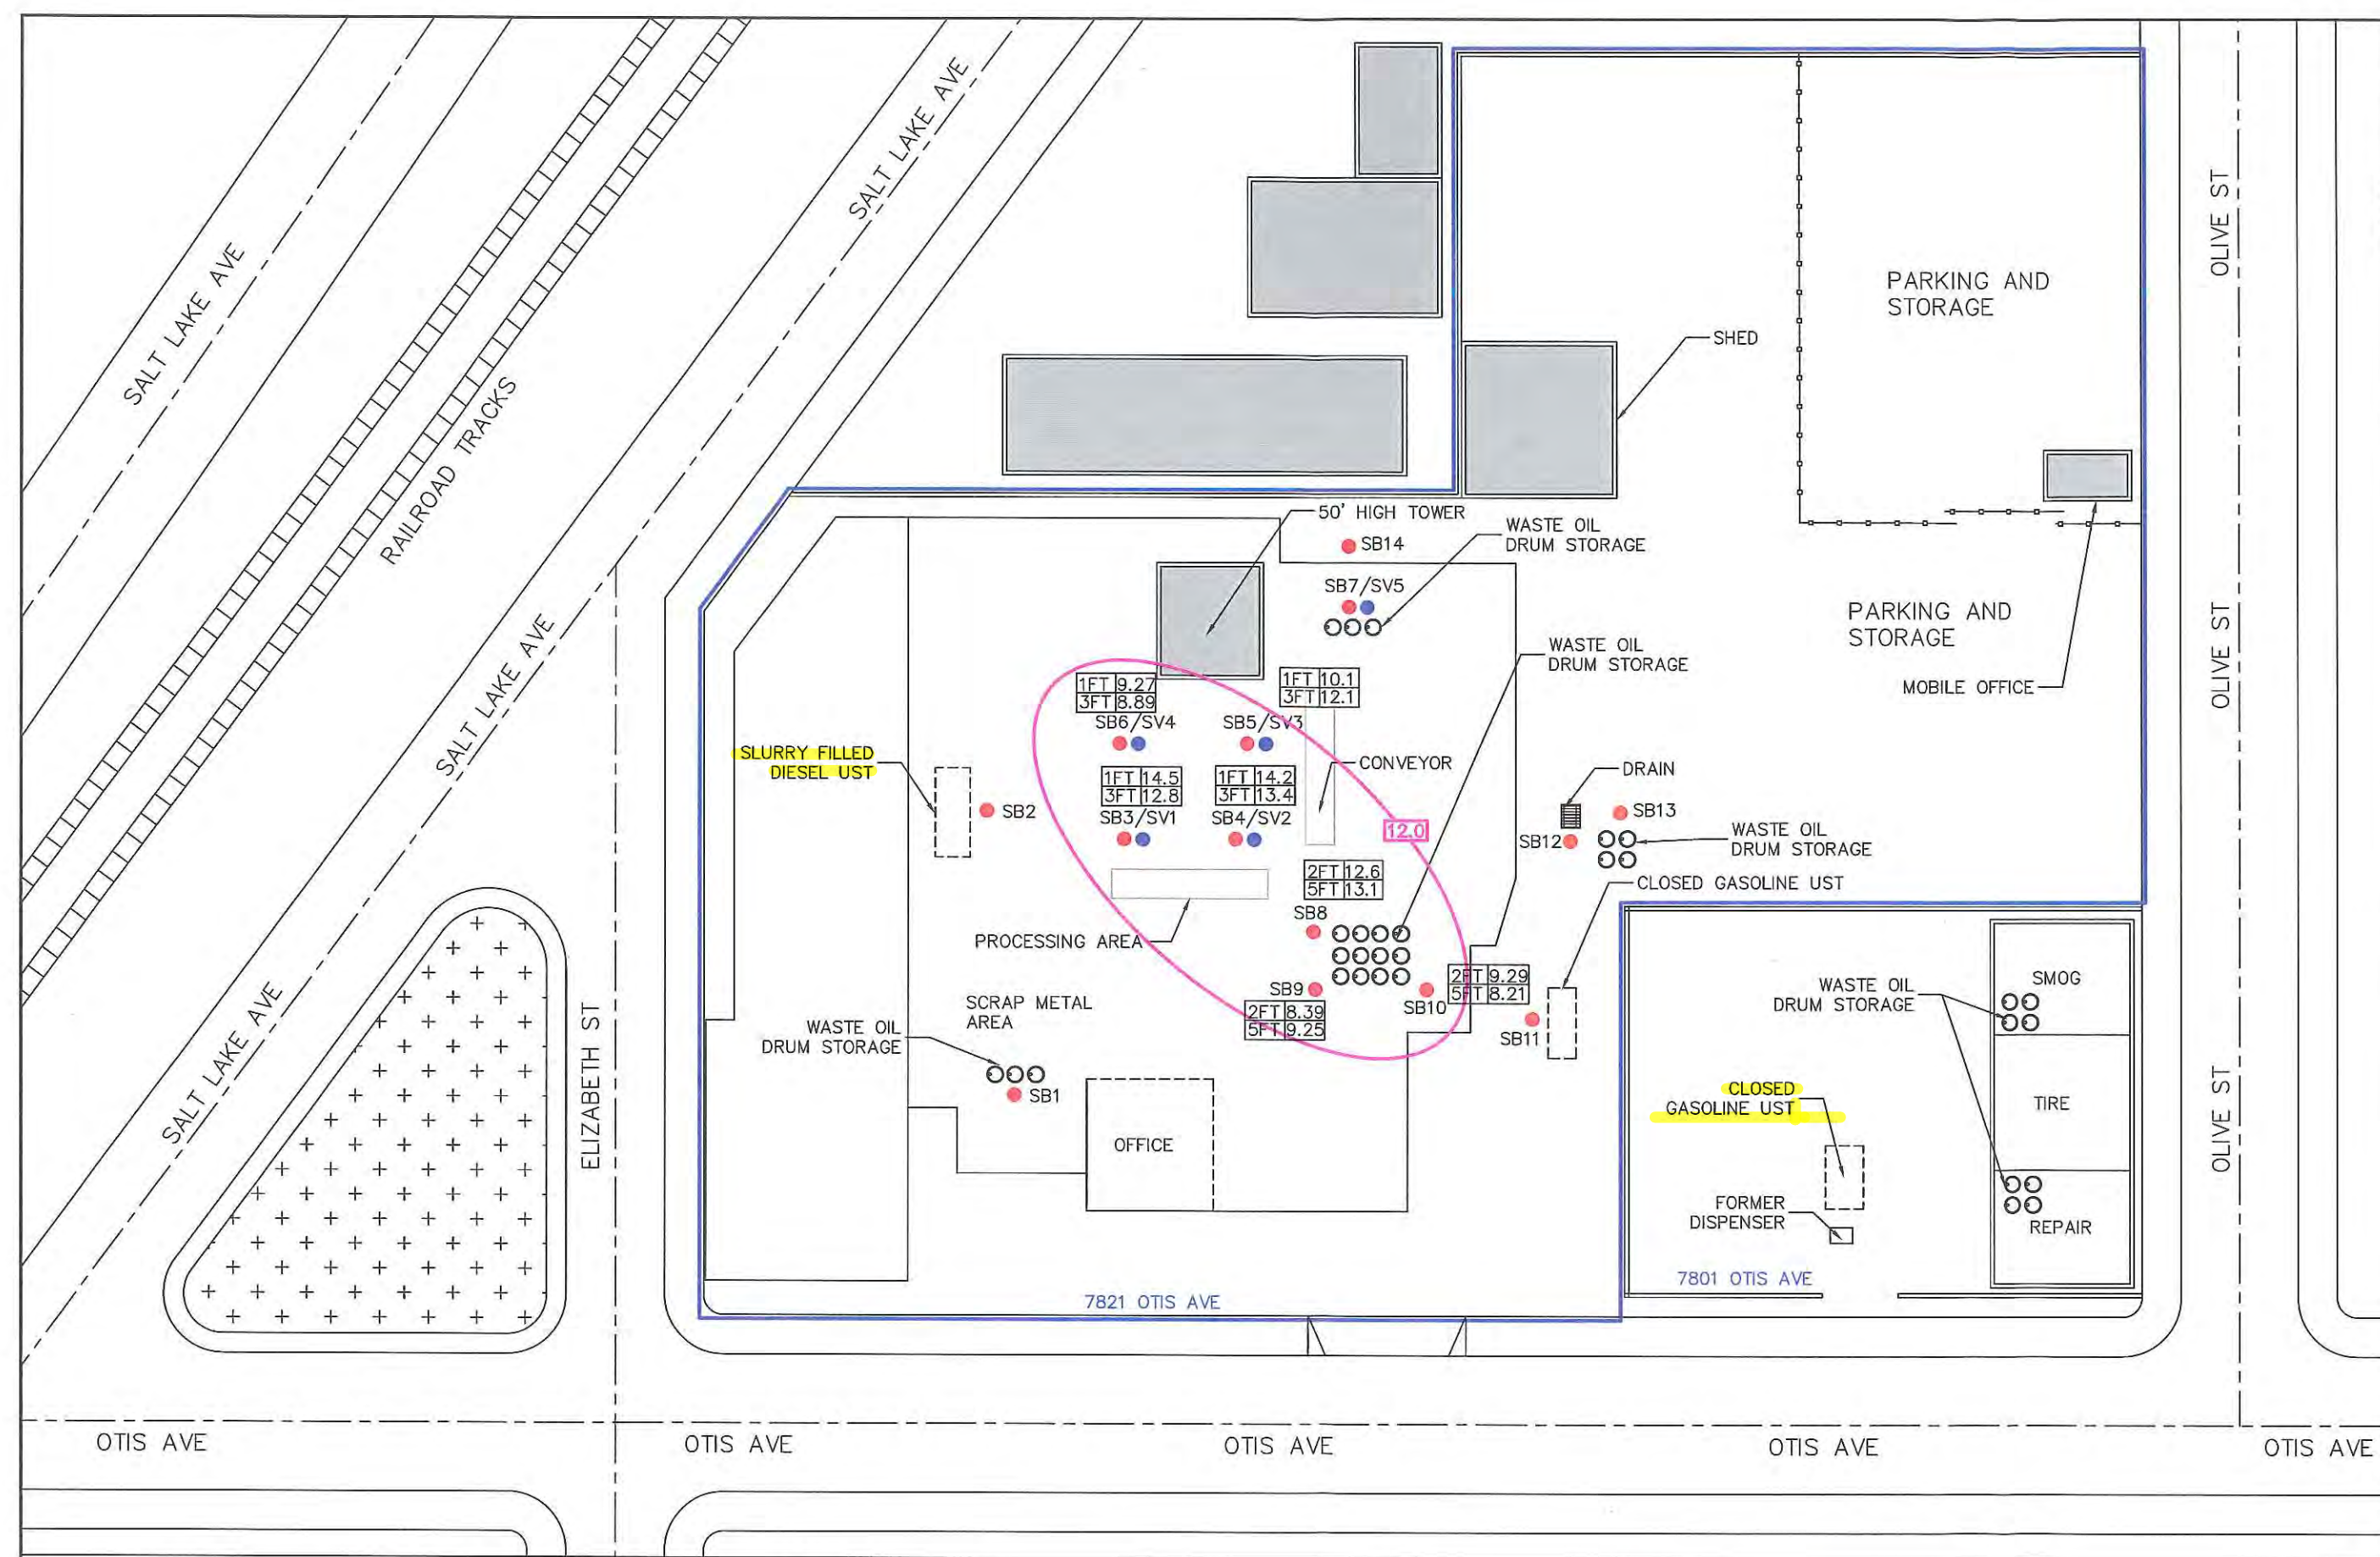 SALT LAKE AVE
SALT LAKE AVE
RAILROAD TRACKS
SALT LAKE AVE
SALT LAKE AVE
ELIZABETH ST
OLIVE ST
OLIVE ST
OLIVE ST
PARKING AND
STORAGE
SHED
50' HIGH TOWER
SB14
WASTE OIL
DRUM STORAGE
SB7/SV5
PARKING AND
STORAGE
MOBILE OFFICE
WASTE OIL
DRUM STORAGE
1FT 9.27
3FT 8.89
SB6/SV4
1FT 10.1
3FT 12.1
SB5/SV3
SLURRY FILLED
DIESEL UST
SB2
1FT 14.5
3FT 12.8
SB3/SV1
1FT 14.2
3FT 13.4
SB4/SV2
CONVEYOR
12.0
DRAIN
SB13
SB12
WASTE OIL
DRUM STORAGE
CLOSED GASOLINE UST
2FT 12.6
5FT 13.1
SB8
PROCESSING AREA
SB9
2FT 8.39
5FT 9.25
SB10
2FT 9.29
5FT 8.21
SB11
SCRAP METAL
AREA
WASTE OIL
DRUM STORAGE
SB1
OFFICE
WASTE OIL
DRUM STORAGE
SMOG
TIRE
REPAIR
CLOSED
GASOLINE UST
FORMER
DISPENSER
7801 OTIS AVE
7821 OTIS AVE
OTIS AVE
OTIS AVE
OTIS AVE
OTIS AVE
OTIS AVE